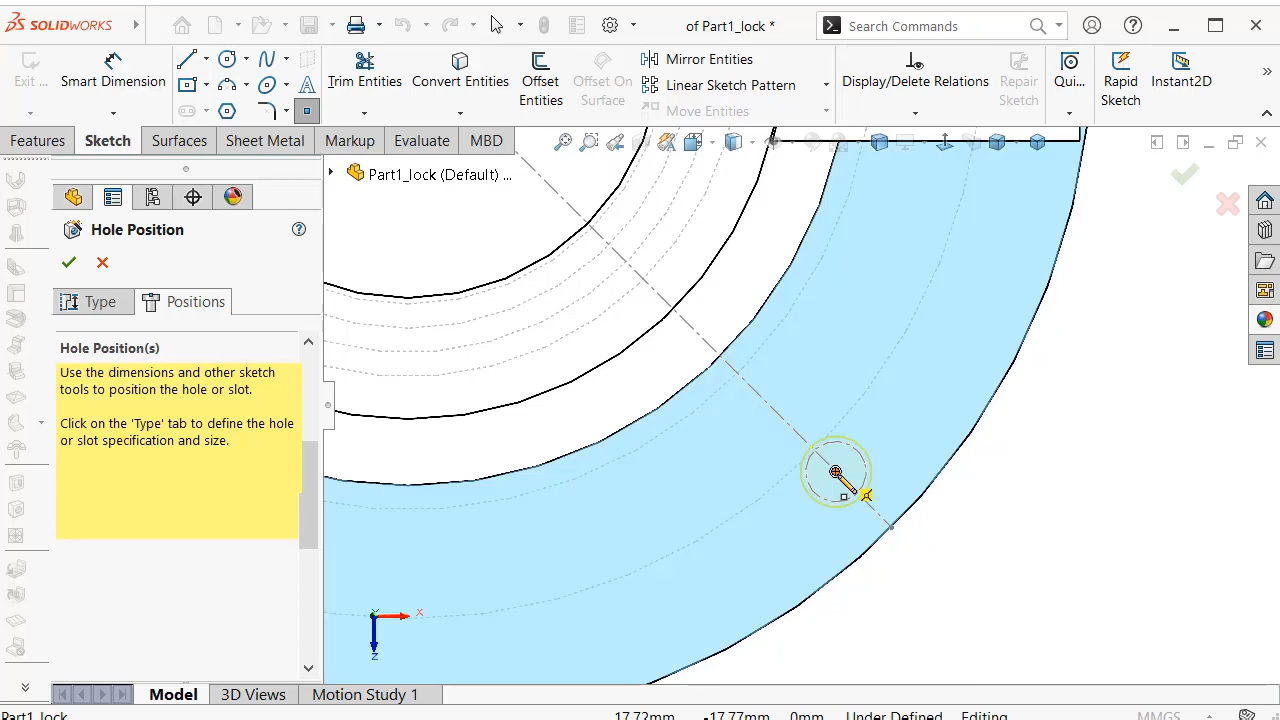 SOLIDWORKS
of Part1_lock *
Search Commands
Exit ...
Smart Dimension
Trim Entities
Convert Entities
Offset Entities
Offset On Surface
Mirror Entities
Linear Sketch Pattern
Move Entities
Display/Delete Relations
Repair Sketch
Qui...
Rapid Sketch
Instant2D
Features
Sketch
Surfaces
Sheet Metal
Markup
Evaluate
MBD
Part1_lock (Default) ...
Hole Position
Type
Positions
Hole Position(s)
Use the dimensions and other sketch
tools to position the hole or slot.
Click on the 'Type' tab to define the hole
or slot specification and size.
Y
X
Z
Model
3D Views
Motion Study 1
Part1_lock
17.72mm
-17.77mm
0mm
Under Defined
Editing
MMGS